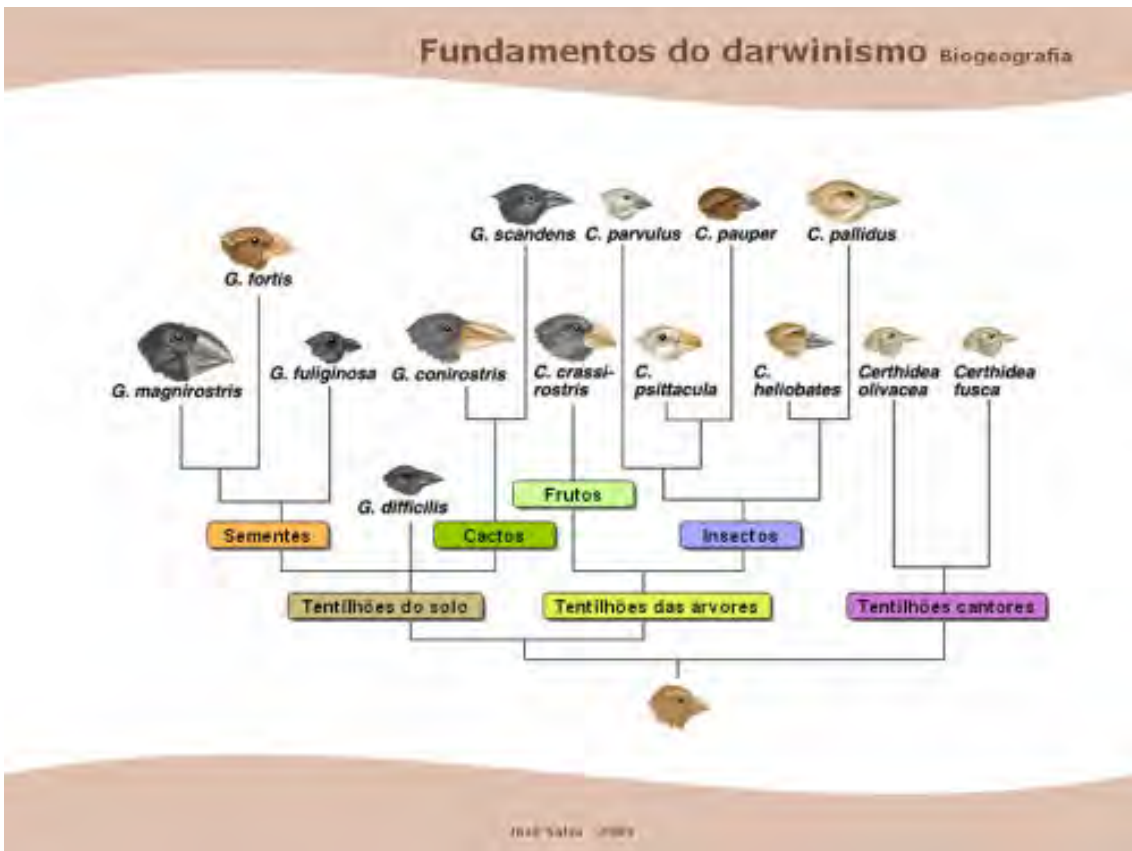 Fundamentos do darwinismo Biogeografia
G. scandens C. parvulus C. pauper C. pallidus
G. fortis
G. magnirostris
G. fuliginosa
G. conirostris
C. crassi-
rostris
C.
psittacula
C.
heliobates
Certhidea
olivacea
Certhidea
fusca
G. difficilis
Frutos
Sementes
Cactos
Insectos
Tentilhões do solo
Tentilhões das árvores
Tentilhões cantores